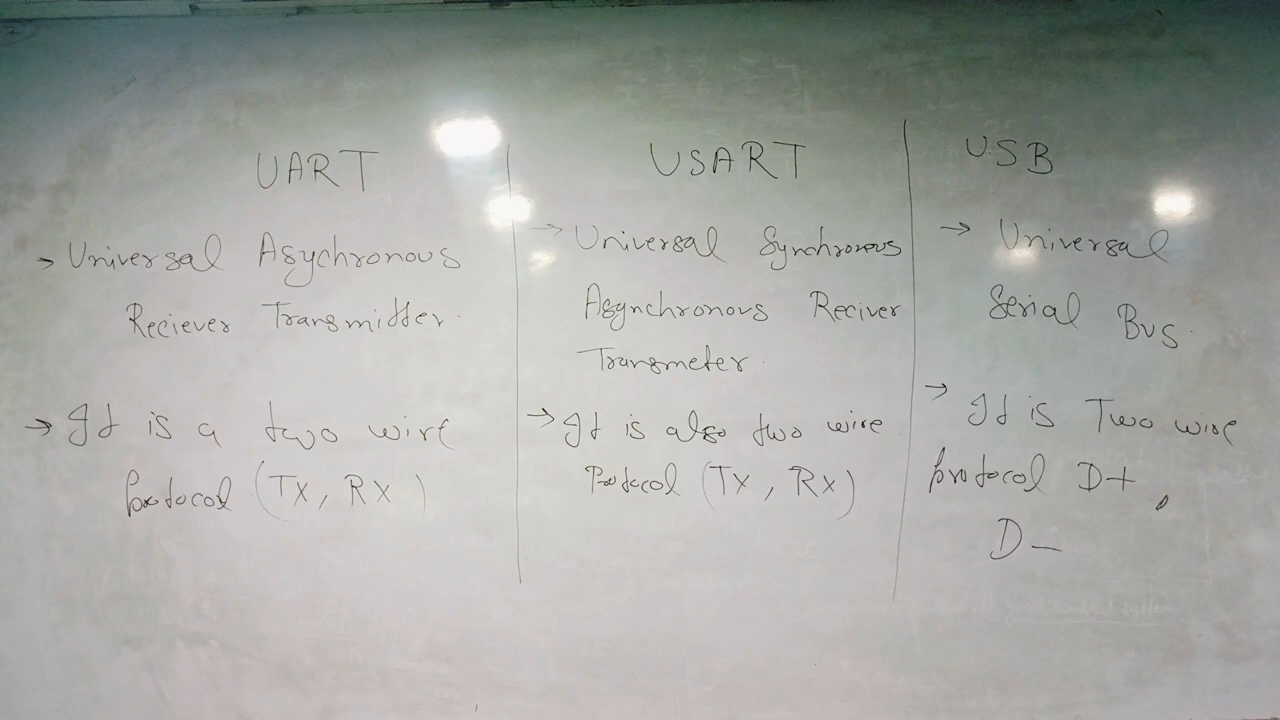 UART
→ Universal Asychronous
Reciever Transmitter.
→ It is a two wire
protocol (Tx, Rx)
USART
→ Universal Synchronous
Asynchronous Reciver
Transmeter.
→ It is also two wire
Protocol (Tx, Rx)
USB
→ Universal
Serial Bus.
→ It is Two wire
protocol D+,
D-